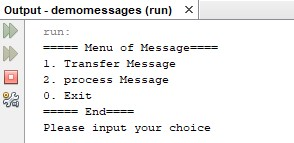 Output - demomessages (run) ×
run:
===== Menu of Message====
1. Transfer Message
2. process Message
0. Exit
===== End====
Please input your choice